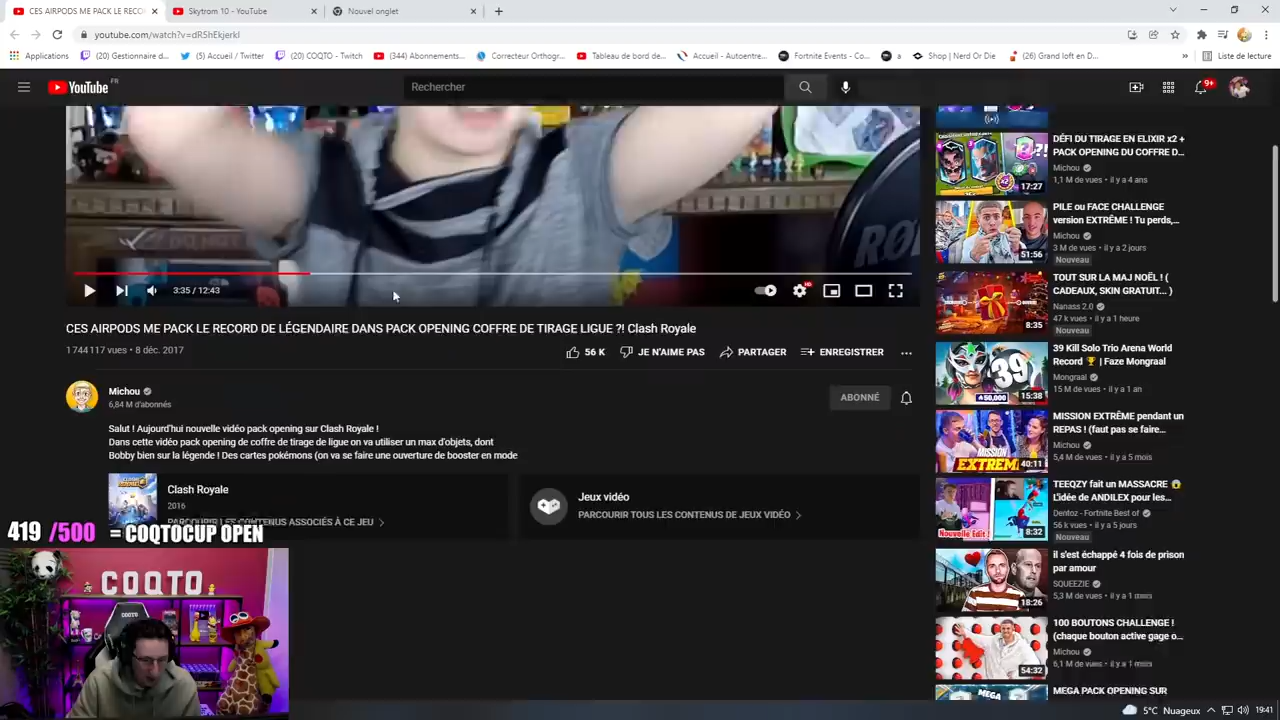 CES AIRPODS ME PACK LE RECO
Skytrom 10 - YouTube
Nouvel onglet
youtube.com/watch?v=dR5hEkjerkI
Applications
(20) Gestionnaire d...
(5) Accueil / Twitter
(20) COQTO - Twitch
(344) Abonnements...
Correcteur Orthogr...
Tableau de bord de...
Accueil - Autoentre...
Fortnite Events - Co...
a
Shop | Nerd Or Die
(26) Grand loft en D...
Liste de lecture
YouTube FR
Rechercher
9+
3:35 / 12:43
HD
CES AIRPODS ME PACK LE RECORD DE LÉGENDAIRE DANS PACK OPENING COFFRE DE TIRAGE LIGUE ?! Clash Royale
1 744 117 vues • 8 déc. 2017
56 K
JE N'AIME PAS
PARTAGER
ENREGISTRER
Michou
6,84 M d'abonnés
ABONNÉ
Salut ! Aujourd'hui nouvelle vidéo pack opening sur Clash Royale !
Dans cette vidéo pack opening de coffre de tirage de ligue on va utiliser un max d'objets, dont
Bobby bien sur la légende ! Des cartes pokémons (on va se faire une ouverture de booster en mode
Clash Royale
2016
PARCOURIR LES CONTENUS ASSOCIÉS À CE JEU
Jeux vidéo
PARCOURIR TOUS LES CONTENUS DE JEUX VIDÉO
419 /500 = COQTOCUP OPEN
COQTO
DÉFI DU TIRAGE EN ELIXIR x2 +
PACK OPENING DU COFFRE D...
Michou
1,1 M de vues • il y a 4 ans
17:27
PILE ou FACE CHALLENGE
version EXTRÊME ! Tu perds,...
Michou
3 M de vues • il y a 2 jours
Nouveau
51:56
TOUT SUR LA MAJ NOËL ! (
CADEAUX, SKIN GRATUIT... )
Nanass 2.0
47 k vues • il y a 1 heure
Nouveau
8:35
39 Kill Solo Trio Arena World
Record 🏆 | Faze Mongraal
Mongraal
15 M de vues • il y a 1 an
39
50,000
15:38
MISSION EXTRÊME pendant un
REPAS ! (faut pas se faire...
Michou
5,4 M de vues • il y a 5 mois
MISSION
EXTREM
40:11
TEEQZY fait un MASSACRE 😱
L'idée de ANDILEX pour les...
Dentoz - Fortnite Best of
56 k vues • il y a 5 jours
Nouveau
Nouvelle Edit !
8:32
il s'est échappé 4 fois de prison
par amour
SQUEEZIE
5,3 M de vues • il y a 1 mois
18:26
100 BOUTONS CHALLENGE !
(chaque bouton active gage o...
Michou
6,1 M de vues • il y a 1 mois
54:32
MEGA PACK OPENING SUR
MEGA
5°C Nuageux
19:41